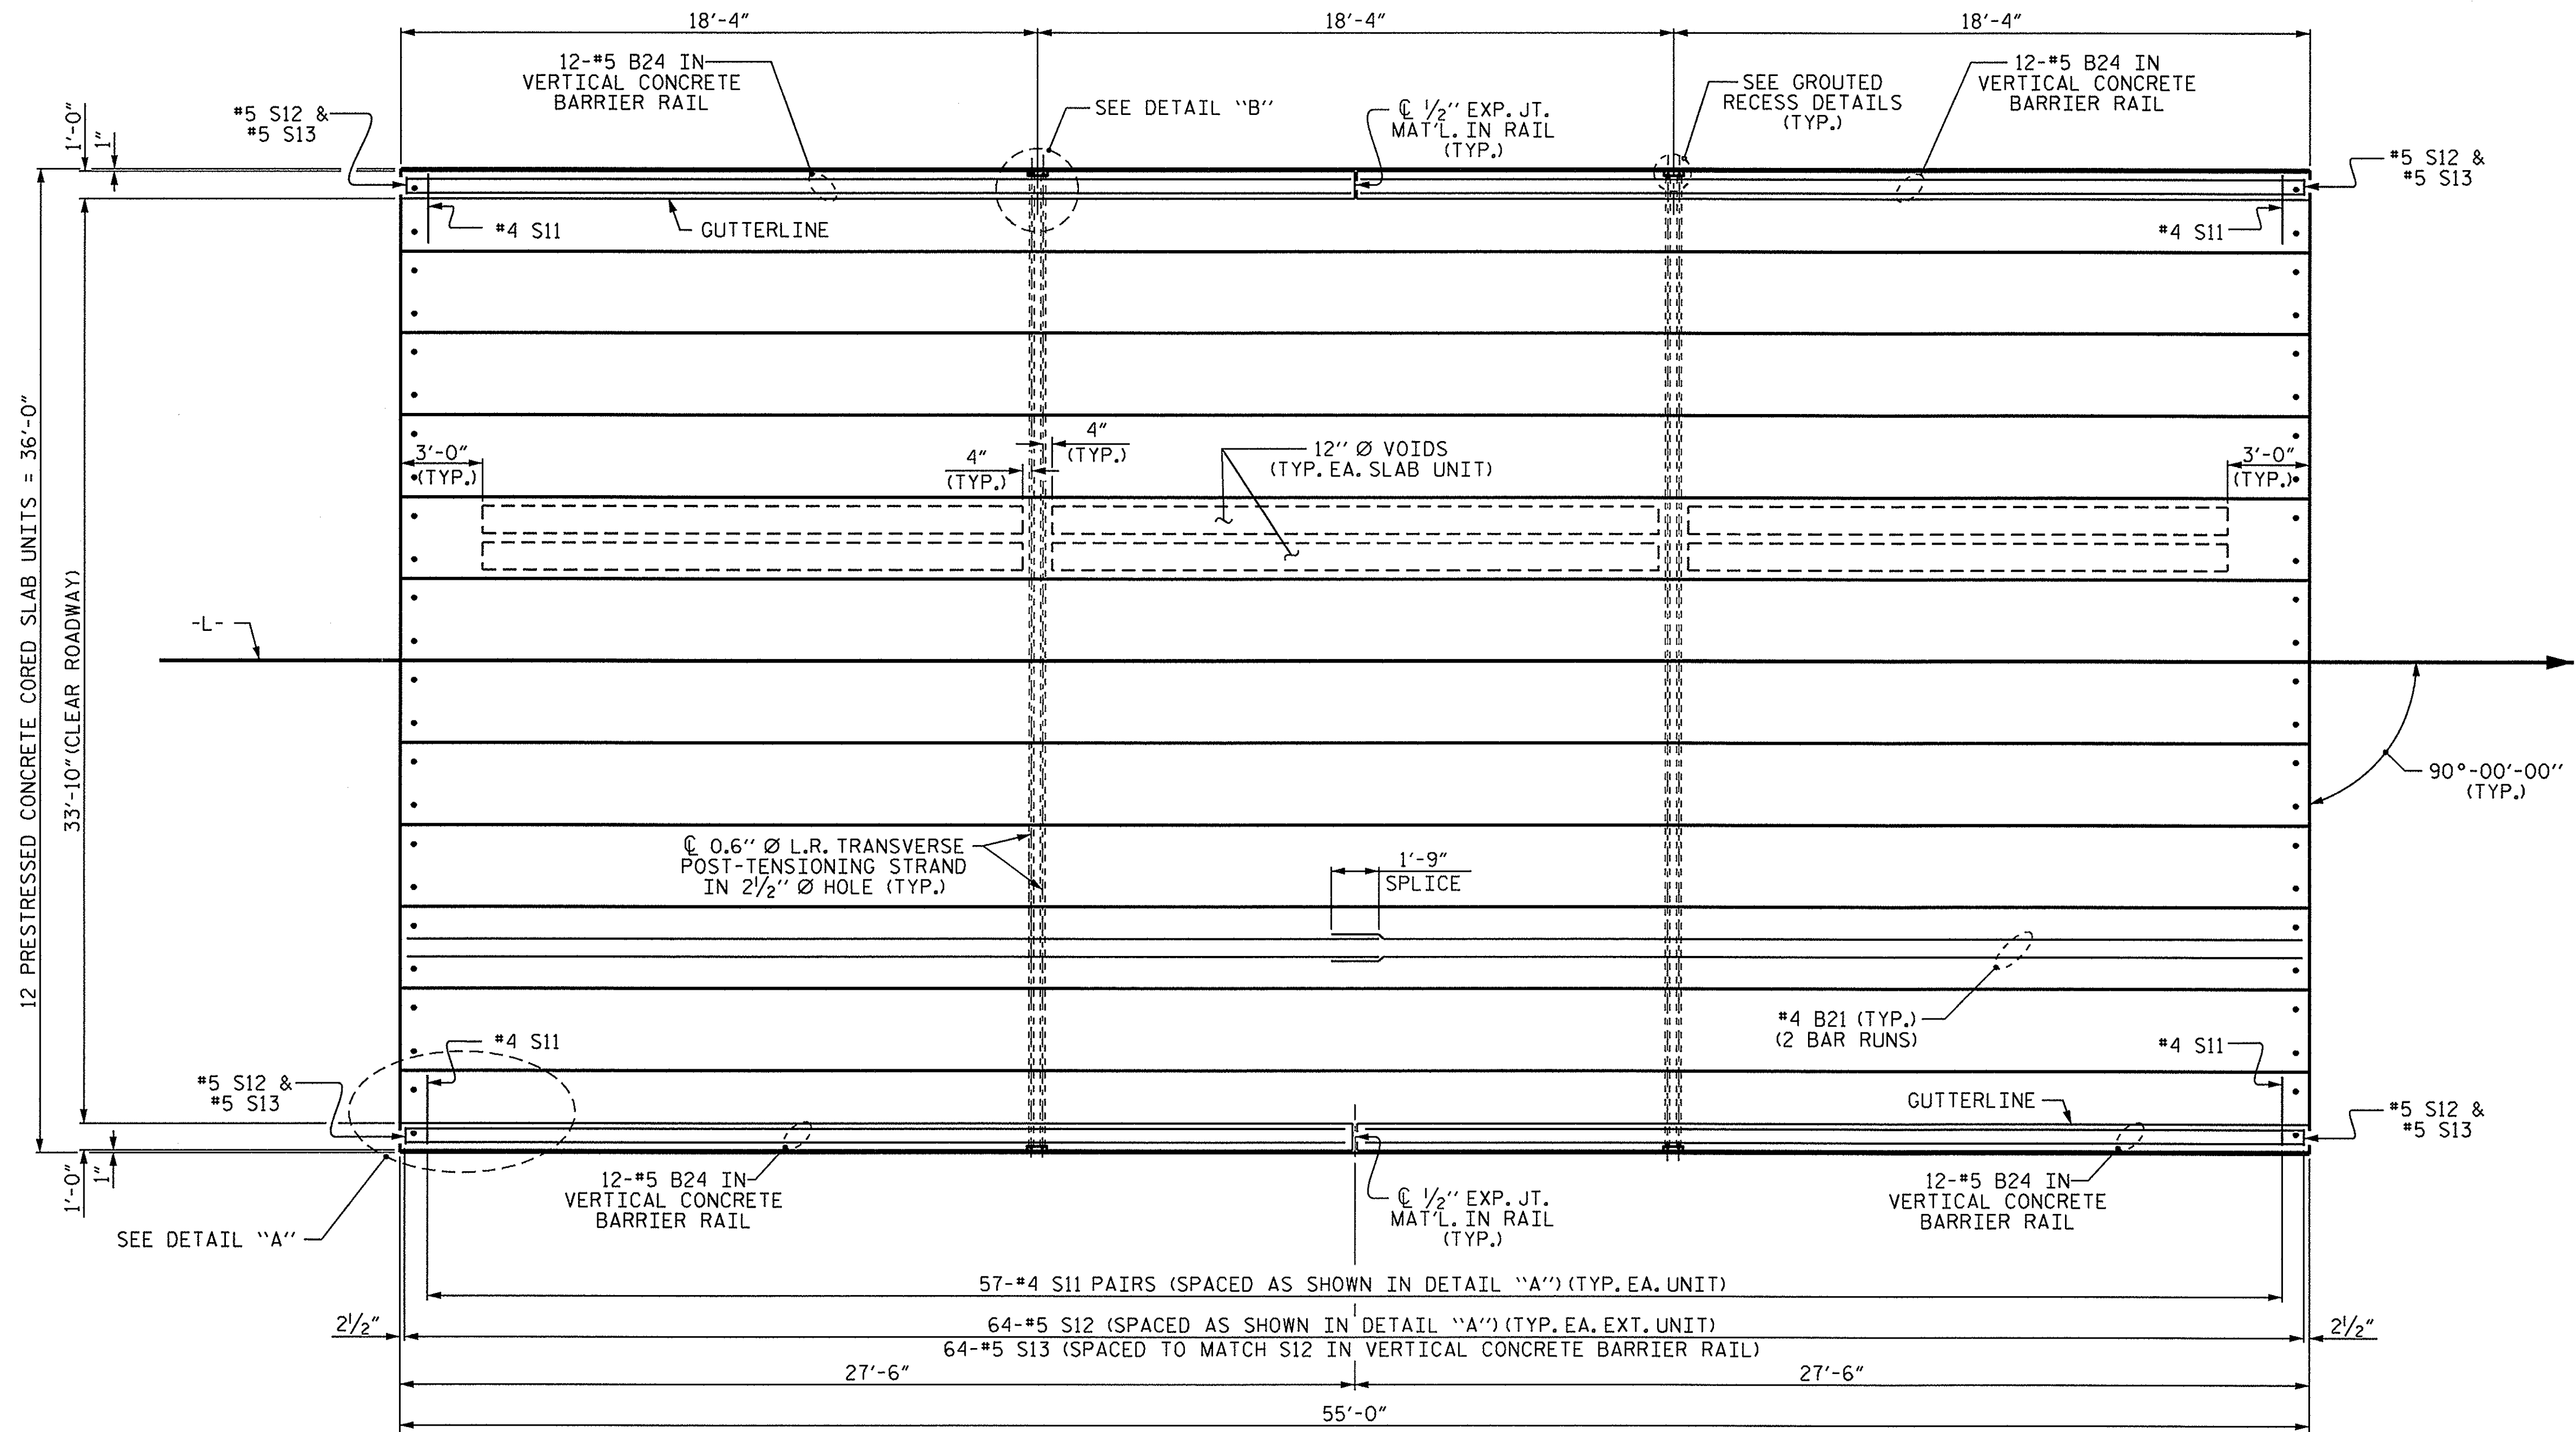 18'-4"
18'-4"
18'-4"
12-#5 B24 IN
VERTICAL CONCRETE
BARRIER RAIL
SEE DETAIL "B"
℄ 1/2" EXP. JT.
MAT'L. IN RAIL
(TYP.)
SEE GROUTED
RECESS DETAILS
(TYP.)
12-#5 B24 IN
VERTICAL CONCRETE
BARRIER RAIL
1'-0"
1"
#5 S12 &
#5 S13
#5 S12 &
#5 S13
#4 S11
GUTTERLINE
#4 S11
12 PRESTRESSED CONCRETE CORED SLAB UNITS = 36'-0"
33'-10" (CLEAR ROADWAY)
3'-0"
(TYP.)
4"
(TYP.)
4"
(TYP.)
12" Ø VOIDS
(TYP. EA. SLAB UNIT)
3'-0"
(TYP.)
-L-
90°-00'-00"
(TYP.)
℄ 0.6" Ø L.R. TRANSVERSE
POST-TENSIONING STRAND
IN 2 1/2" Ø HOLE (TYP.)
1'-9"
SPLICE
#4 B21 (TYP.)
(2 BAR RUNS)
#4 S11
#4 S11
#5 S12 &
#5 S13
GUTTERLINE
#5 S12 &
#5 S13
1'-0"
1"
12-#5 B24 IN
VERTICAL CONCRETE
BARRIER RAIL
℄ 1/2" EXP. JT.
MAT'L. IN RAIL
(TYP.)
12-#5 B24 IN
VERTICAL CONCRETE
BARRIER RAIL
SEE DETAIL "A"
57-#4 S11 PAIRS (SPACED AS SHOWN IN DETAIL "A") (TYP. EA. UNIT)
2 1/2"
64-#5 S12 (SPACED AS SHOWN IN DETAIL "A") (TYP. EA. EXT. UNIT)
2 1/2"
64-#5 S13 (SPACED TO MATCH S12 IN VERTICAL CONCRETE BARRIER RAIL)
27'-6"
27'-6"
55'-0"